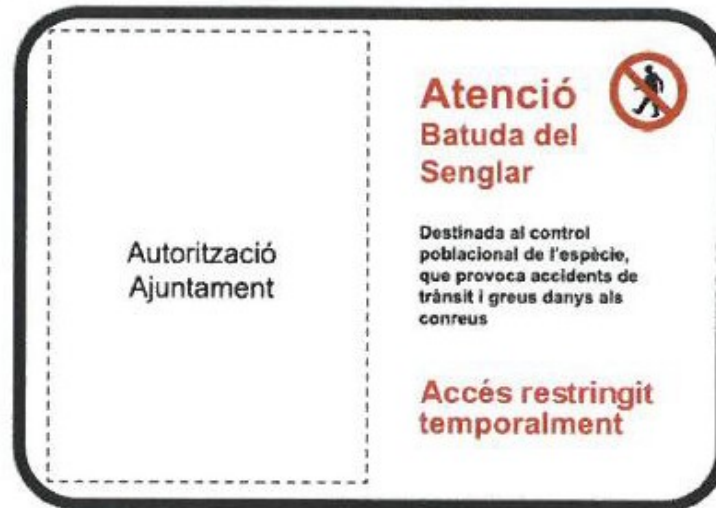 Autorització
Ajuntament
Atenció
Batuda del
Senglar
Destinada al control
poblacional de l'espècie,
que provoca accidents de
trànsit i greus danys als
conreus
Accés restringit
temporalment